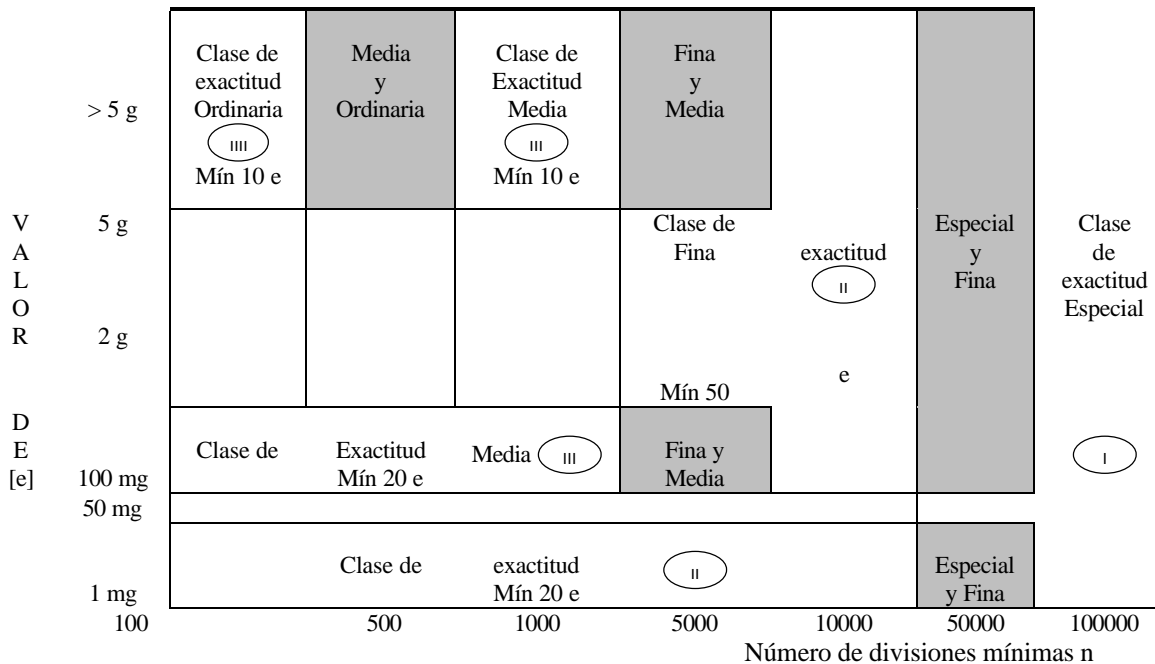 Clase de exactitud Ordinaria IIII Mín 10 e
Media y Ordinaria
Clase de Exactitud Media III Mín 10 e
Fina y Media
> 5 g
V A L O R
5 g
Clase de Fina
exactitud II
Especial y Fina
Clase de exactitud Especial
2 g
e
Mín 50
D E [e]
Clase de
Exactitud Mín 20 e
Media III
Fina y Media
I
100 mg
50 mg
Clase de
exactitud Mín 20 e
II
Especial y Fina
1 mg
100 500 1000 5000 10000 50000 100000
Número de divisiones mínimas n